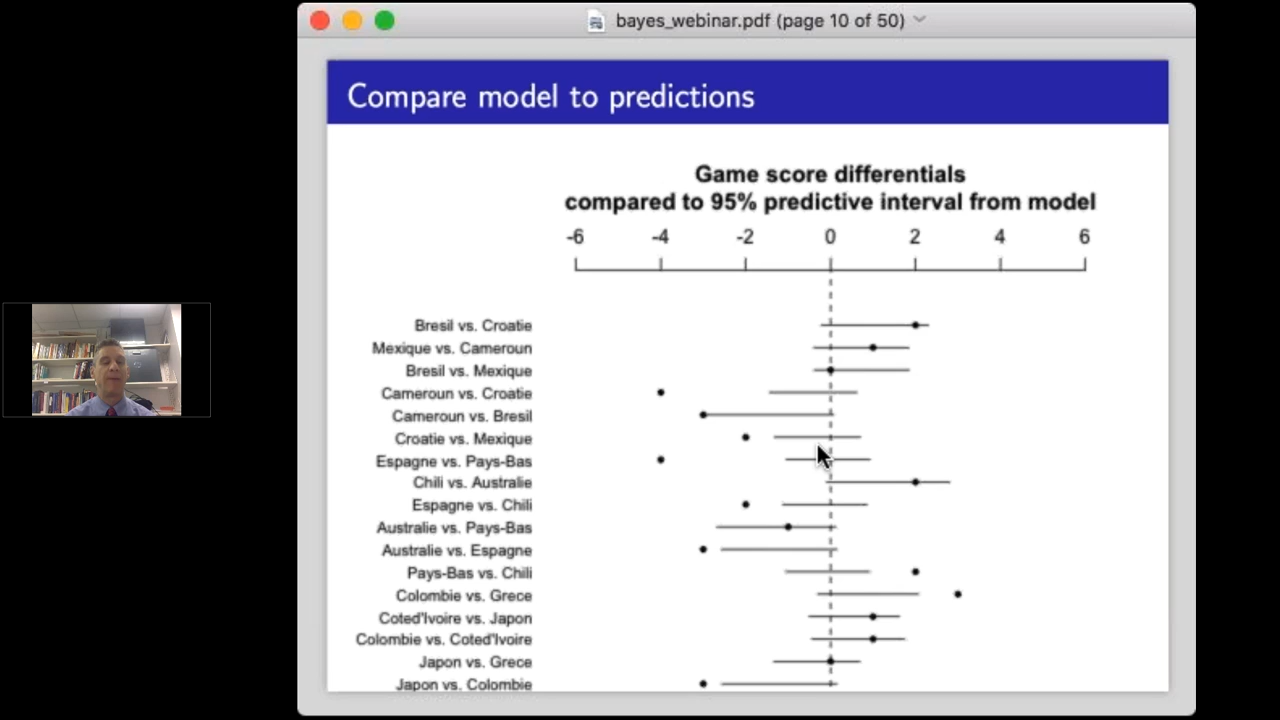 bayes_webinar.pdf (page 10 of 50)
Compare model to predictions
Game score differentials
compared to 95% predictive interval from model
-6 -4 -2 0 2 4 6
Bresil vs. Croatie
Mexique vs. Cameroun
Bresil vs. Mexique
Cameroun vs. Croatie
Cameroun vs. Bresil
Croatie vs. Mexique
Espagne vs. Pays-Bas
Chili vs. Australie
Espagne vs. Chili
Australie vs. Pays-Bas
Australie vs. Espagne
Pays-Bas vs. Chili
Colombie vs. Grece
Coted'Ivoire vs. Japon
Colombie vs. Coted'Ivoire
Japon vs. Grece
Japon vs. Colombie